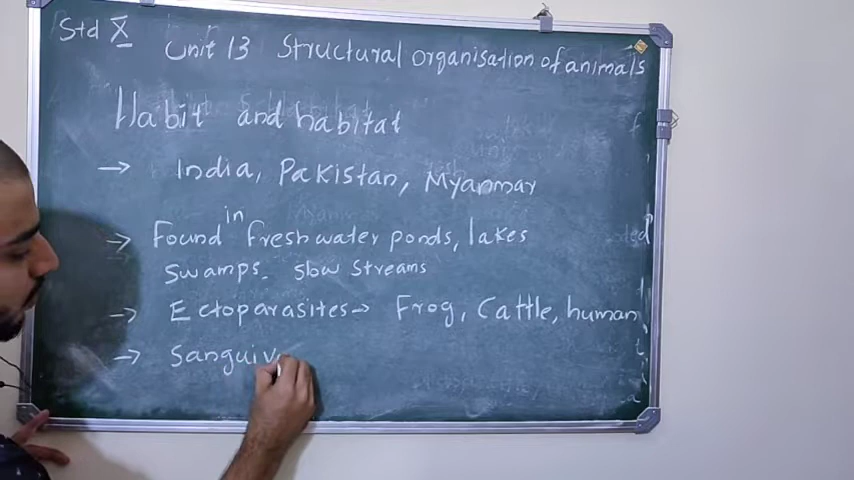 Std X
Unit 13 Structural organisation of animals
Habit and habitat
→ India, Pakistan, Myanmar
→ Found in Freshwater ponds, lakes
swamps. slow streams
→ Ectoparasites → Frog, Cattle, human
→ Sanguiv